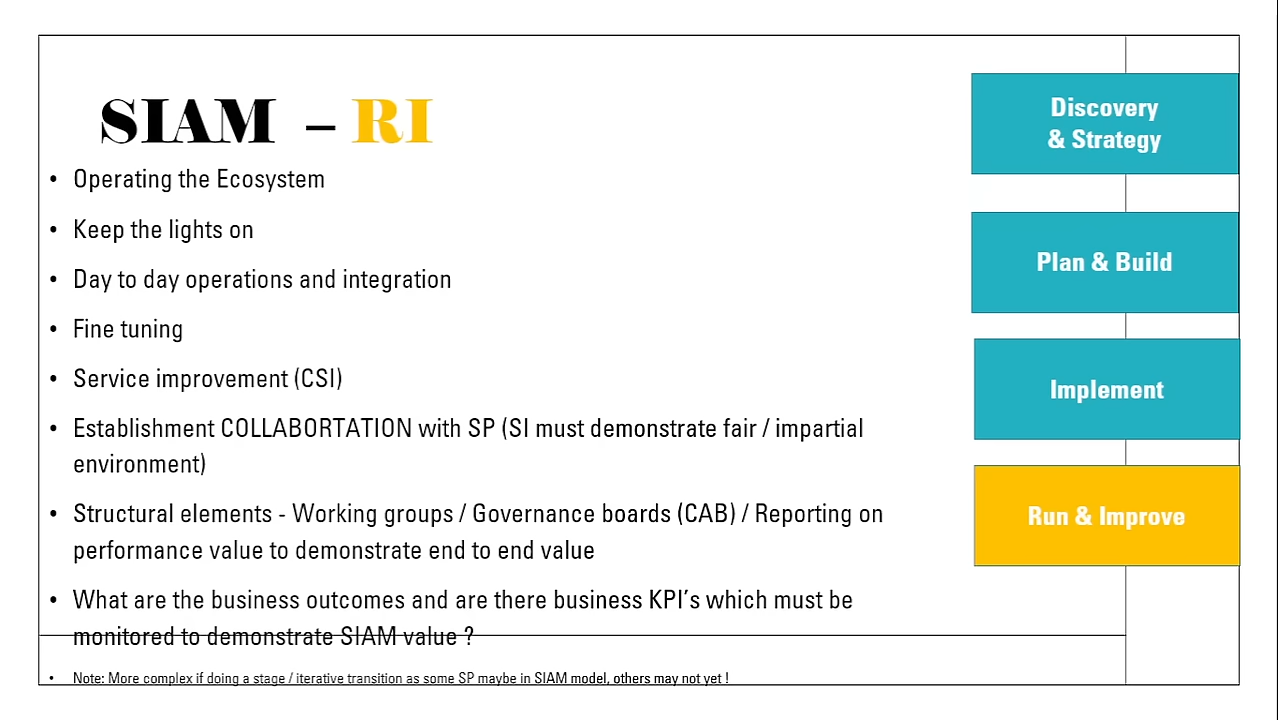 SIAM – RI
• Operating the Ecosystem
• Keep the lights on
• Day to day operations and integration
• Fine tuning
• Service improvement (CSI)
• Establishment COLLABORTATION with SP (SI must demonstrate fair / impartial
environment)
• Structural elements - Working groups / Governance boards (CAB) / Reporting on
performance value to demonstrate end to end value
• What are the business outcomes and are there business KPI’s which must be
monitored to demonstrate SIAM value ?
• Note: More complex if doing a stage / iterative transition as some SP maybe in SIAM model, others may not yet !
Discovery
& Strategy
Plan & Build
Implement
Run & Improve